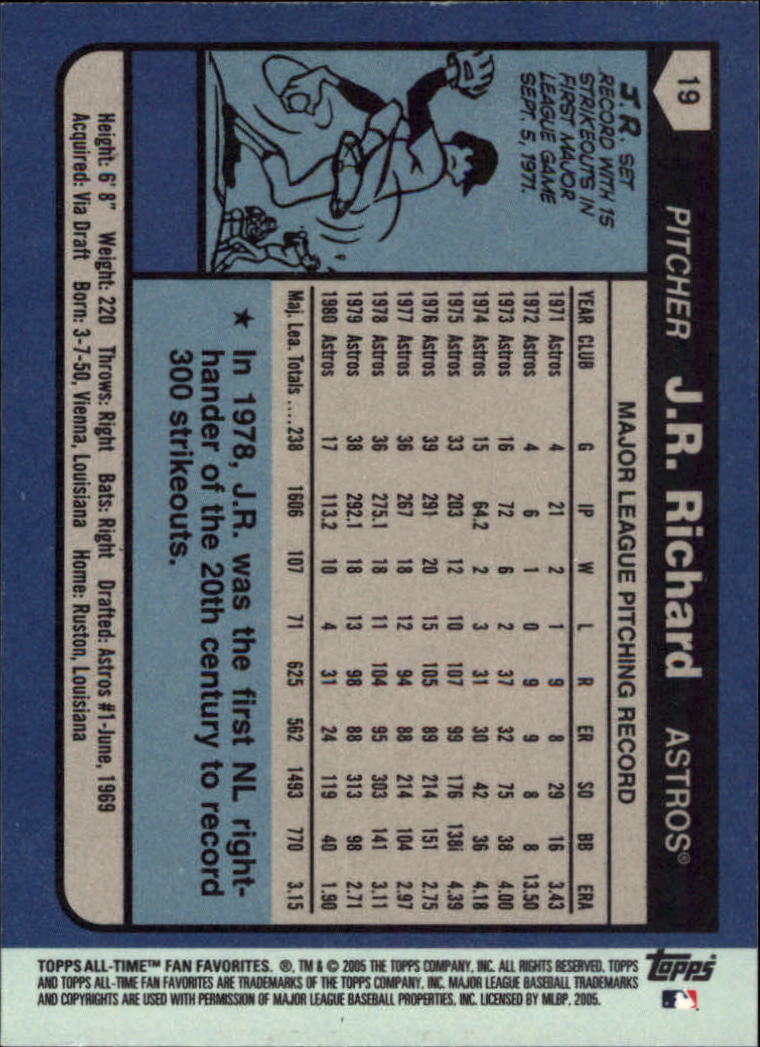 19
PITCHER J.R. Richard ASTROS®
J.R. SET
RECORD WITH 15
STRIKEOUTS IN
FIRST MAJOR
LEAGUE GAME
SEPT. 5, 1971.
MAJOR LEAGUE PITCHING RECORD
YEAR CLUB G IP W L R ER SO BB ERA
1971 Astros 4 21 2 1 9 8 29 16 3.43
1972 Astros 4 6 1 0 9 9 8 8 13.50
1973 Astros 16 72 6 2 37 32 75 38 4.00
1974 Astros 15 64.2 2 3 31 30 42 36 4.18
1975 Astros 33 203 12 10 107 99 176 138i 4.39
1976 Astros 39 291 20 15 105 89 214 151 2.75
1977 Astros 36 267 18 12 94 88 214 104 2.97
1978 Astros 36 275.1 18 11 104 95 303 141 3.11
1979 Astros 38 292.1 18 13 98 88 313 98 2.71
1980 Astros 17 113.2 10 4 31 24 119 40 1.90
Maj. Lea. Totals .....238 1606 107 71 625 562 1493 770 3.15
★ In 1978, J.R. was the first NL right-
hander of the 20th century to record
300 strikeouts.
Height: 6' 8" Weight: 220 Throws: Right Bats: Right Drafted: Astros #1-June, 1969
Acquired: Via Draft Born: 3-7-50, Vienna, Louisiana Home: Ruston, Louisiana
TOPPS ALL-TIME™ FAN FAVORITES. ®, TM & © 2005 THE TOPPS COMPANY, INC. ALL RIGHTS RESERVED. TOPPS
AND TOPPS ALL-TIME FAN FAVORITES ARE TRADEMARKS OF THE TOPPS COMPANY, INC. MAJOR LEAGUE BASEBALL TRADEMARKS
AND COPYRIGHTS ARE USED WITH PERMISSION OF MAJOR LEAGUE BASEBALL PROPERTIES, INC. LICENSED BY MLBP, 2005.
topps